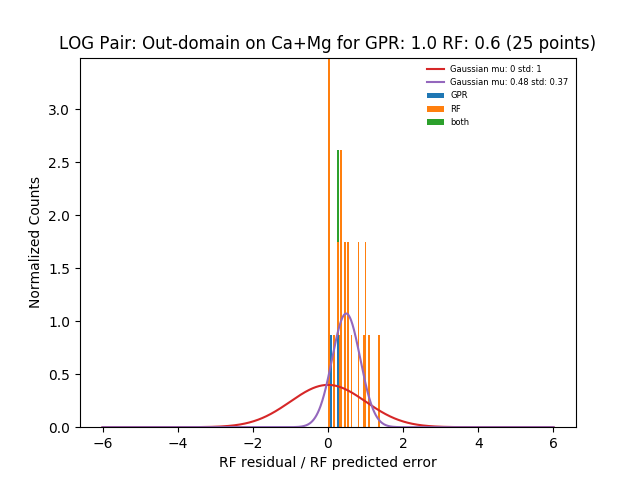 LOG Pair: Out-domain on Ca+Mg for GPR: 1.0 RF: 0.6 (25 points)
Gaussian mu: 0 std: 1
Gaussian mu: 0.48 std: 0.37
GPR
RF
both
Normalized Counts
3.0
2.5
2.0
1.5
1.0
0.5
0.0
−6
−4
−2
0
2
4
6
RF residual / RF predicted error